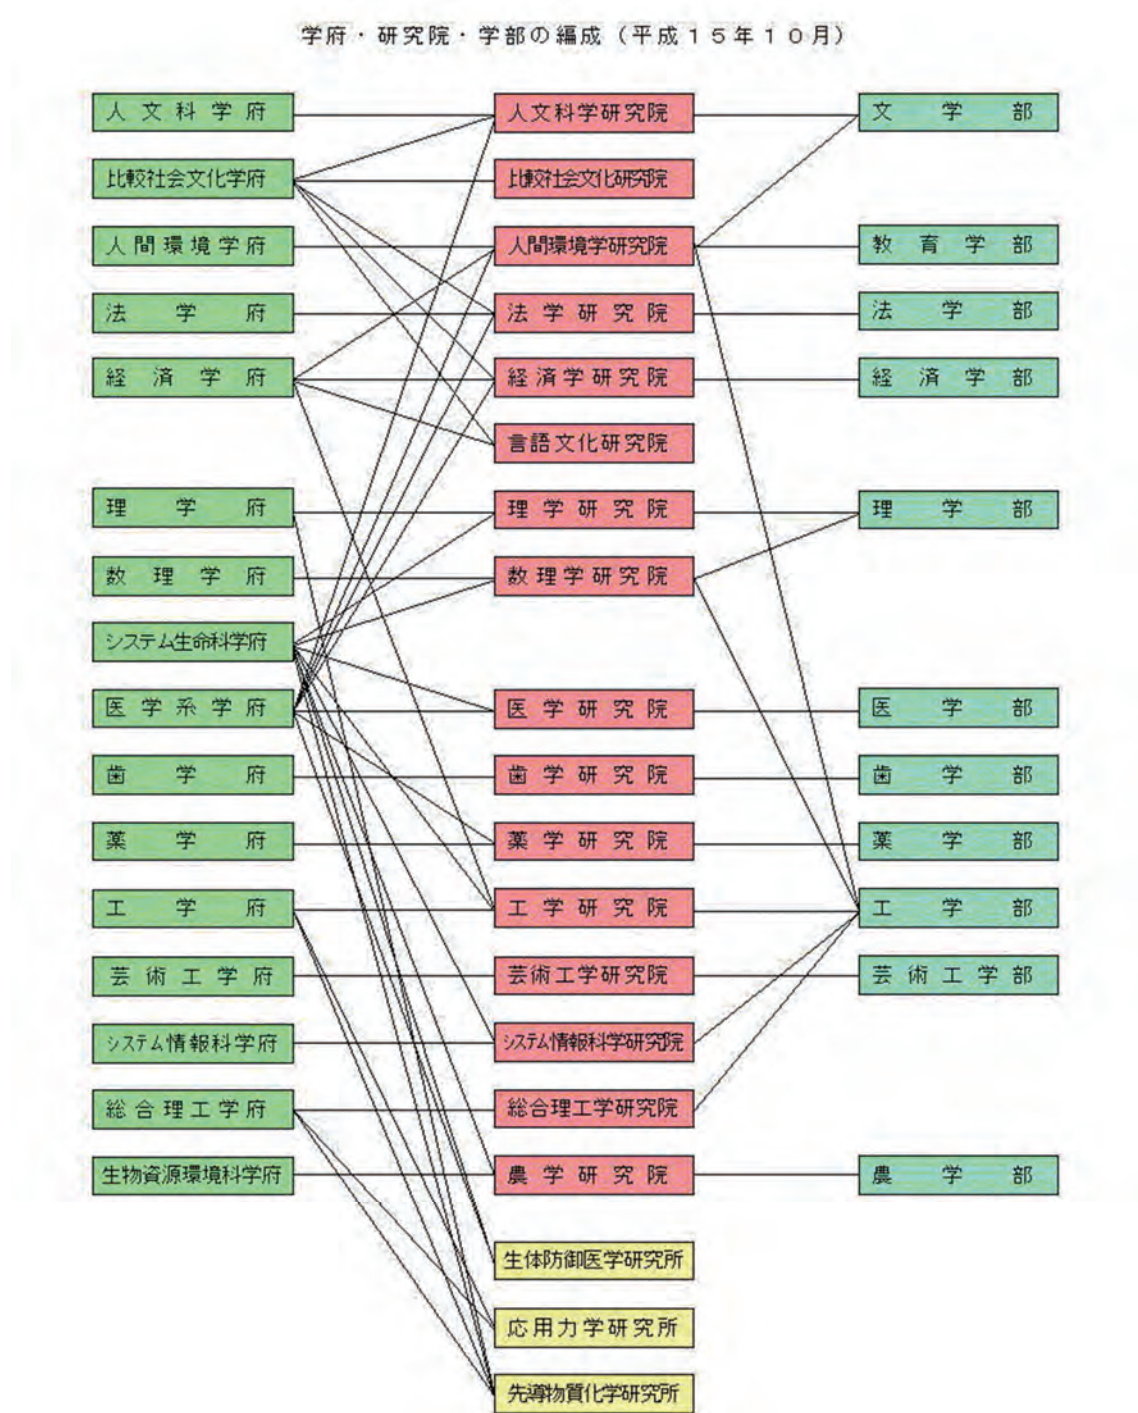 学府・研究院・学部の編成（平成１５年１０月）
人文科学府 人文科学研究院 文学部
比較社会文化学府 比較社会文化研究院
人間環境学府 人間環境学研究院 教育学部
法学府 法学研究院 法学部
経済学府 経済学研究院 経済学部
言語文化研究院
理学府 理学研究院 理学部
数理学府 数理学研究院
システム生命科学府
医学系学府 医学研究院 医学部
歯学府 歯学研究院 歯学部
薬学府 薬学研究院 薬学部
工学府 工学研究院 工学部
芸術工学府 芸術工学研究院 芸術工学部
システム情報科学府 システム情報科学研究院
総合理工学府 総合理工学研究院
生物資源環境科学府 農学研究院 農学部
生体防御医学研究所
応用力学研究所
先導物質化学研究所